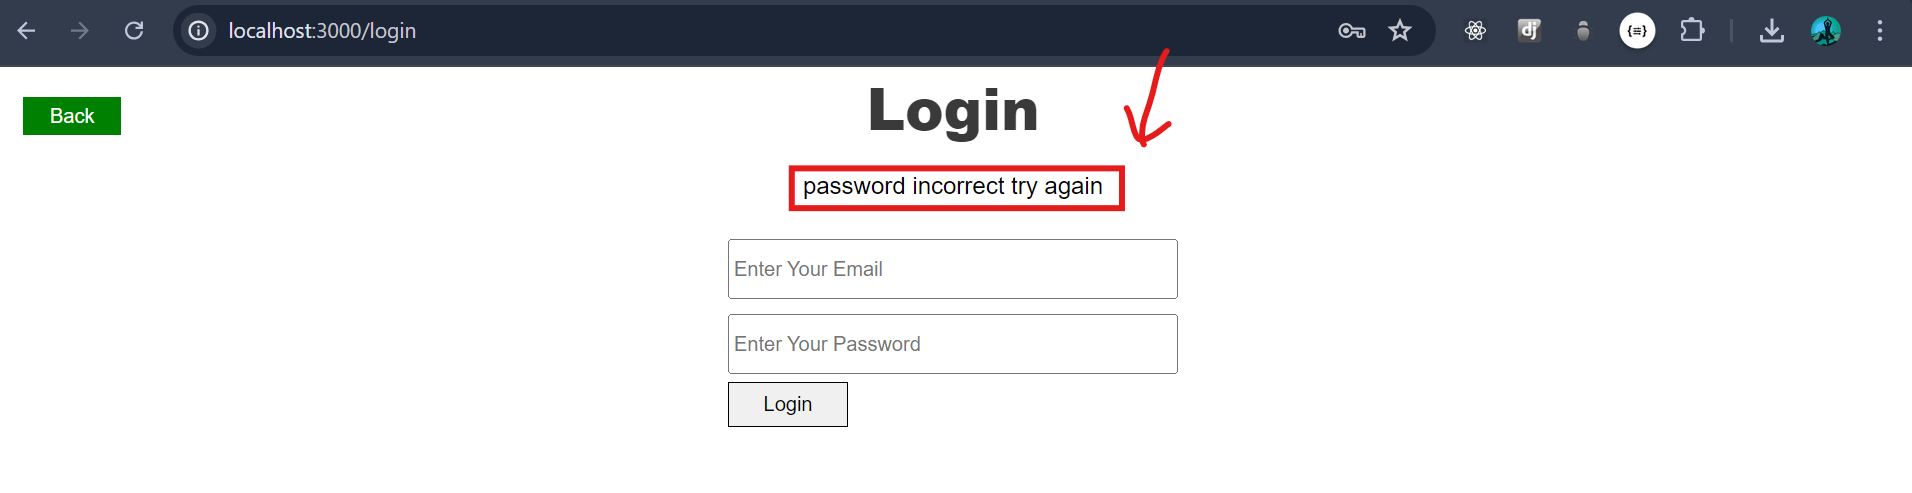 localhost:3000/login
dj
{≡}
Back
Login
password incorrect try again
Enter Your Email
Enter Your Password
Login